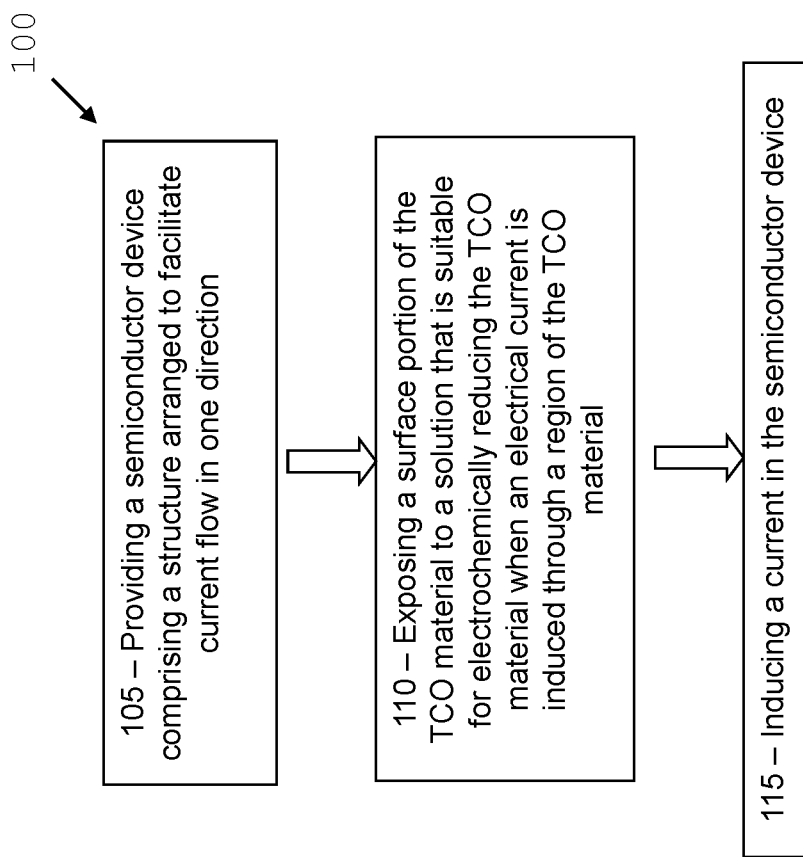 100
105 – Providing a semiconductor device
comprising a structure arranged to facilitate
current flow in one direction
110 – Exposing a surface portion of the
TCO material to a solution that is suitable
for electrochemically reducing the TCO
material when an electrical current is
induced through a region of the TCO
material
115 – Inducing a current in the semiconductor device